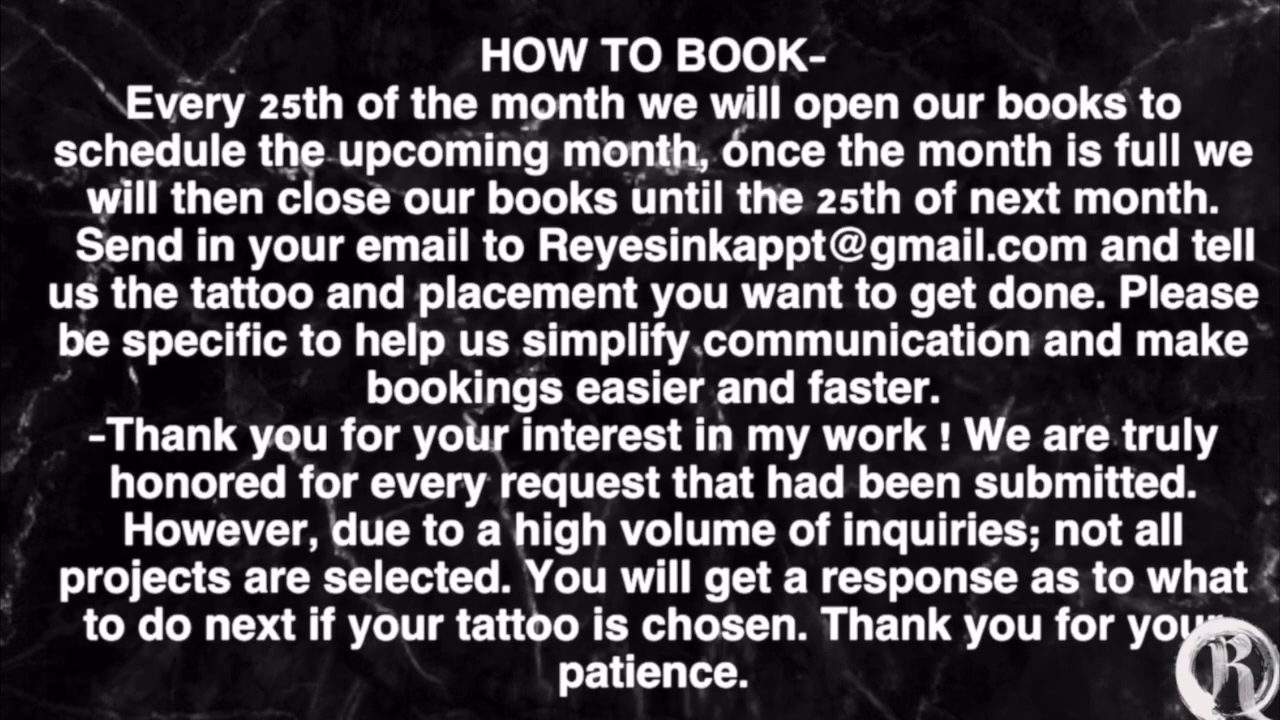 HOW TO BOOK-
Every 25th of the month we will open our books to
schedule the upcoming month, once the month is full we
will then close our books until the 25th of next month.
Send in your email to Reyesinkappt@gmail.com and tell
us the tattoo and placement you want to get done. Please
be specific to help us simplify communication and make
bookings easier and faster.
-Thank you for your interest in my work ! We are truly
honored for every request that had been submitted.
However, due to a high volume of inquiries; not all
projects are selected. You will get a response as to what
to do next if your tattoo is chosen. Thank you for your
patience.
R